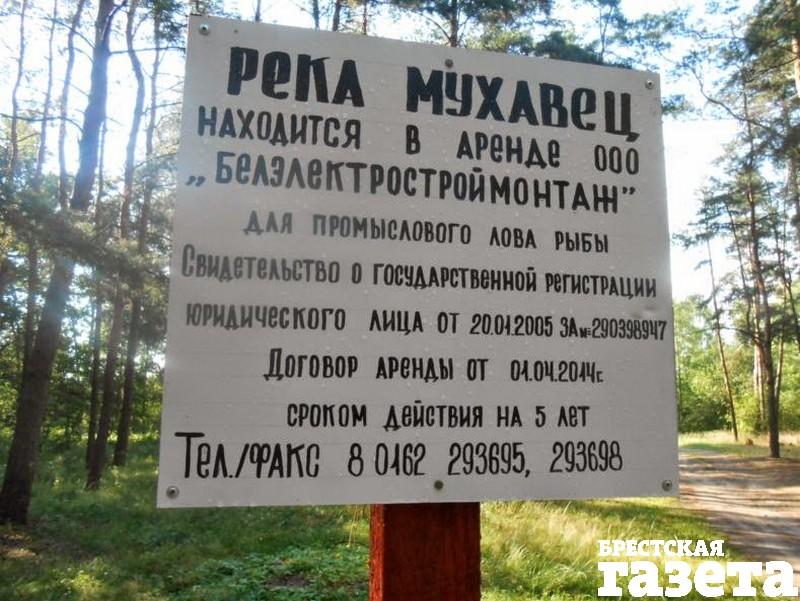 РЕКА МУХАВЕЦ
НАХОДИТСЯ В АРЕНДЕ ООО
„БЕЛЭЛЕКТРОСТРОЙМОНТАЖ”
ДЛЯ ПРОМЫСЛОВОГО ЛОВА РЫБЫ
СВИДЕТЕЛЬСТВО О ГОСУДАРСТВЕННОЙ РЕГИСТРАЦИИ
ЮРИДИЧЕСКОГО ЛИЦА ОТ 20.01.2005 ЗА №290398947
ДОГОВОР АРЕНДЫ ОТ 01.04.2014г.
СРОКОМ ДЕЙСТВИЯ НА 5 ЛЕТ
ТЕЛ./ФАКС 8 0162 293695, 293698
БРЕСТСКАЯ
газета